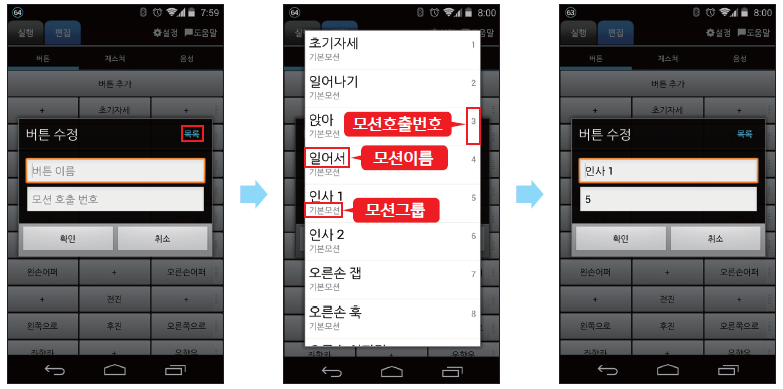 64
7:59
실행
편집
설정
도움말
버튼
제스처
음성
버튼 추가
+
초기자세
+
버튼 수정
목록
버튼 이름
모션 호출 번호
확인
취소
왼손어퍼
+
오른손어퍼
+
전진
+
왼쪽으로
후진
오른쪽으로
+
64
8:00
실행
도움말
초기자세
1
기본모션
일어나기
2
기본모션
앉아
3
기본모션
모션호출번호
일어서
4
기본모션
모션이름
인사 1
5
기본모션
모션그룹
인사 2
6
기본모션
오른손 잽
7
기본모션
오른손 훅
8
기본모션
63
8:00
실행
편집
설정
도움말
버튼
제스처
음성
버튼 추가
+
초기자세
+
버튼 수정
목록
인사 1
5
확인
취소
왼손어퍼
+
오른손어퍼
+
전진
+
왼쪽으로
후진
오른쪽으로
+